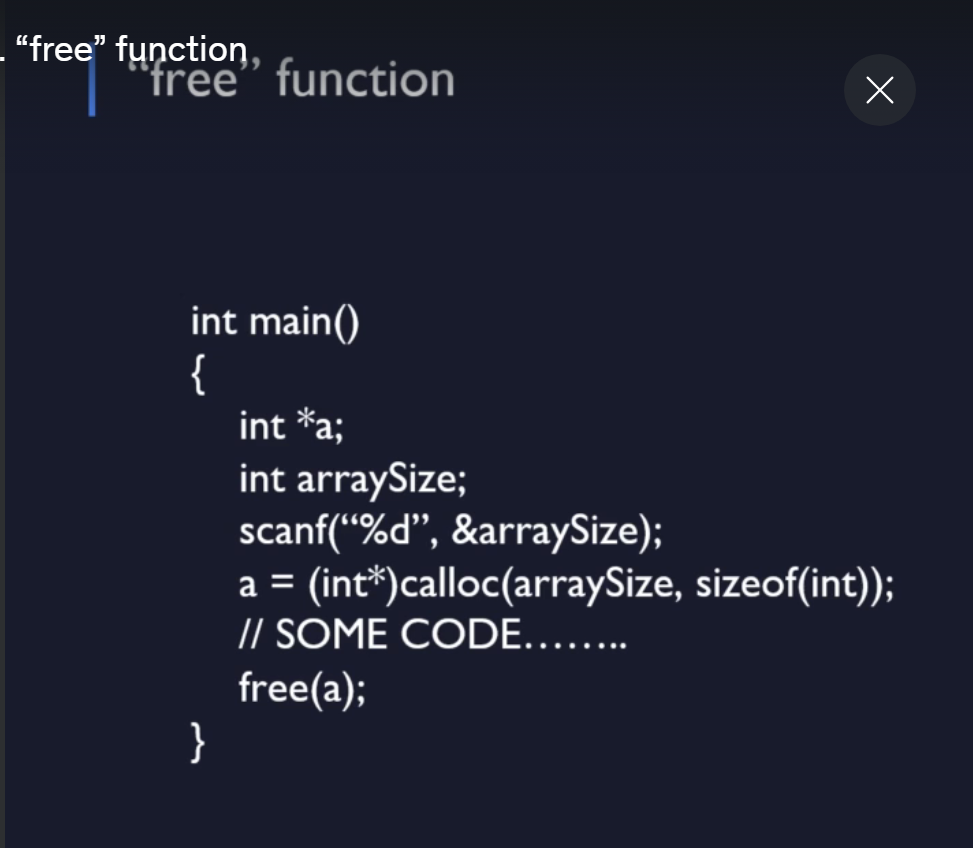 . “free” function
“free” function
int main()
{
int *a;
int arraySize;
scanf(“%d”, &arraySize);
a = (int*)calloc(arraySize, sizeof(int));
// SOME CODE……..
free(a);
}